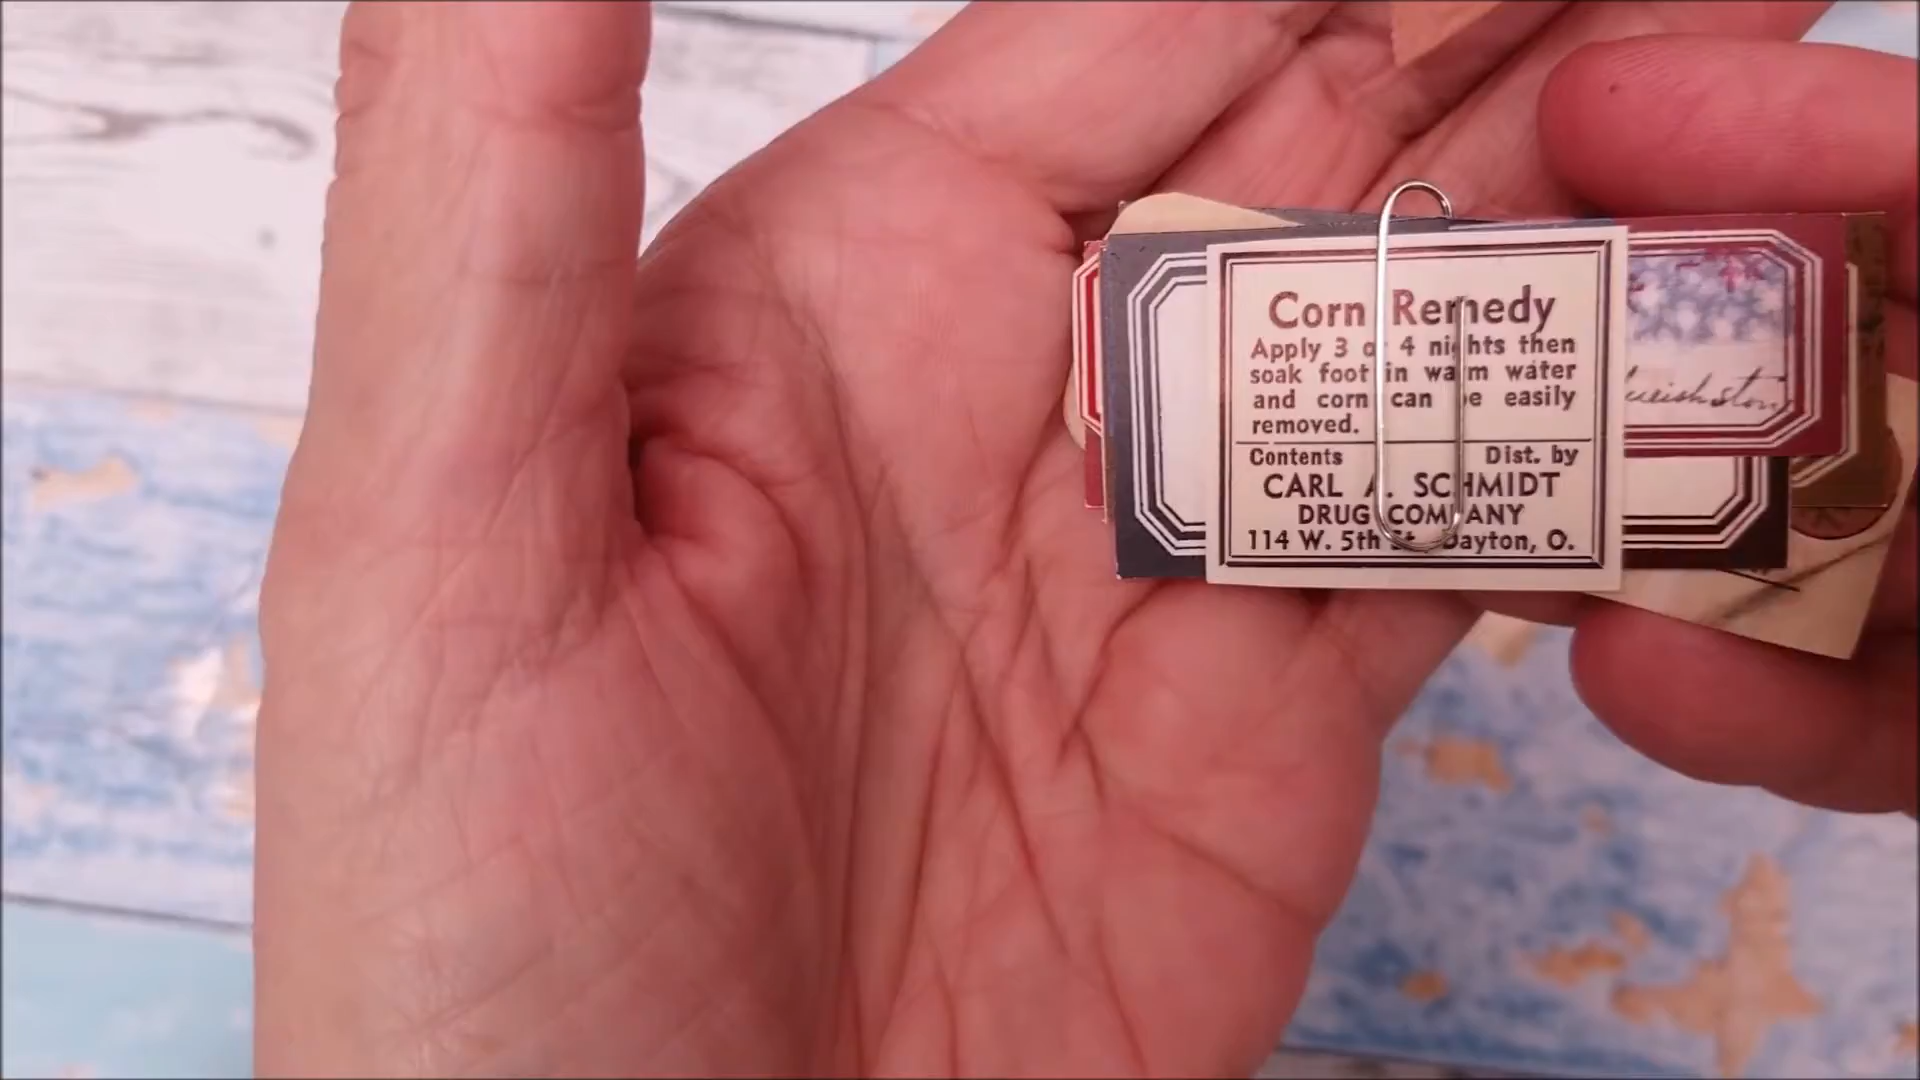 Corn Remedy
Apply 3 or 4 nights then
soak foot in warm water
and corn can be easily
removed.
Contents Dist. by
CARL A. SCHMIDT
DRUG COMPANY
114 W. 5th St., Dayton, O.